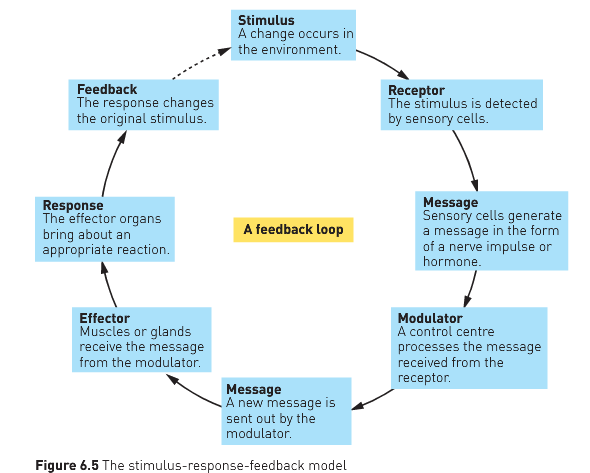 Stimulus
A change occurs in
the environment.
Receptor
The stimulus is detected
by sensory cells.
Message
Sensory cells generate
a message in the form
of a nerve impulse or
hormone.
Modulator
A control centre
processes the message
received from the
receptor.
Message
A new message is
sent out by the
modulator.
Effector
Muscles or glands
receive the message
from the modulator.
Response
The effector organs
bring about an
appropriate reaction.
Feedback
The response changes
the original stimulus.
A feedback loop
Figure 6.5 The stimulus-response-feedback model